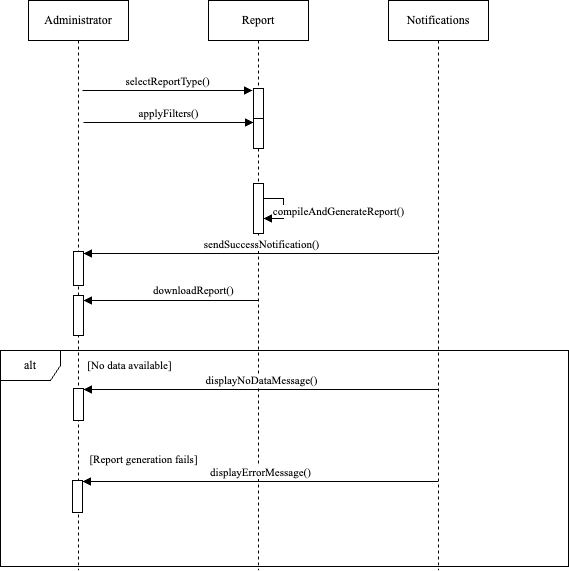 Administrator
Report
Notifications
selectReportType()
applyFilters()
compileAndGenerateReport()
sendSuccessNotification()
downloadReport()
alt
[No data available]
displayNoDataMessage()
[Report generation fails]
displayErrorMessage()